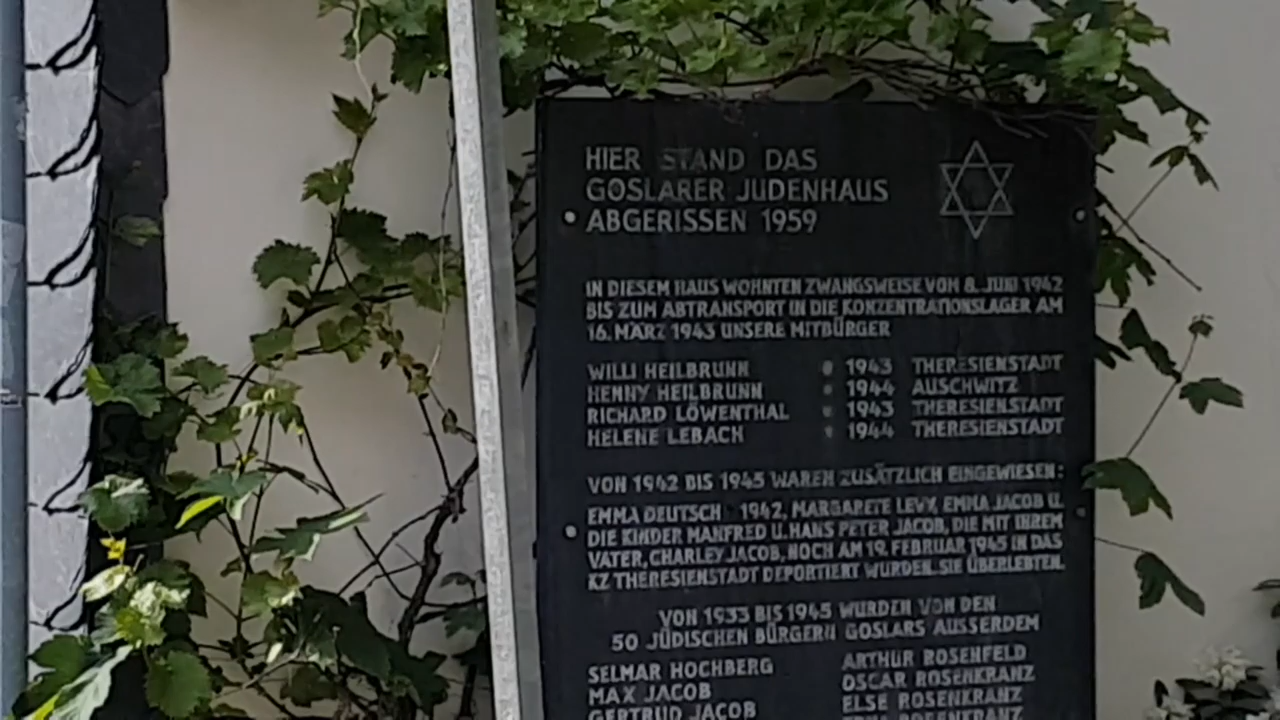 HIER STAND DAS
GOSLARER JUDENHAUS
ABGERISSEN 1959
IN DIESEM HAUS WOHNTEN ZWANGSWEISE VOM 8. JUNI 1942
BIS ZUM ABTRANSPORT IN DIE KONZENTRATIONSLAGER AM
16. MÄRZ 1943 UNSERE MITBÜRGER
WILLI HEILBRUNN 1943 THERESIENSTADT
HENNY HEILBRUNN 1944 AUSCHWITZ
RICHARD LÖWENTHAL 1943 THERESIENSTADT
HELENE LEBACH 1944 THERESIENSTADT
VON 1942 BIS 1945 WAREN ZUSÄTZLICH EINGEWIESEN:
EMMA DEUTSCH 1942, MARGARETE LEVY, EMMA JACOB U.
DIE KINDER MANFRED U. HANS PETER JACOB, DIE MIT IHREM
VATER, CHARLEY JACOB, NOCH AM 19. FEBRUAR 1945 IN DAS
KZ THERESIENSTADT DEPORTIERT WURDEN. SIE ÜBERLEBTEN.
VON 1933 BIS 1945 WURDEN VON DEN
50 JÜDISCHEN BÜRGERN GOSLARS AUSSERDEM
SELMAR HOCHBERG ARTHUR ROSENFELD
MAX JACOB OSCAR ROSENKRANZ
GERTRUD JACOB ELSE ROSENKRANZ